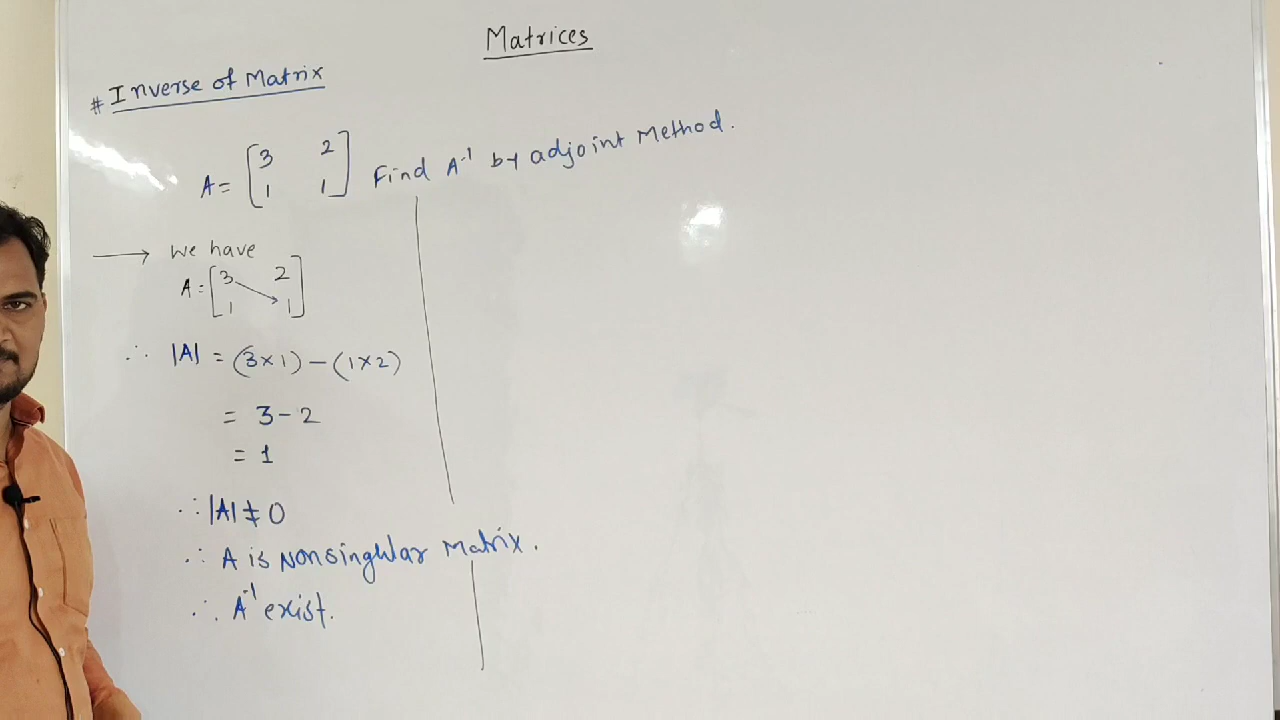 Matrices
# Inverse of Matrix
A = [3 2
1 1] Find A⁻¹ by adjoint Method.
→ We have
A = [3 2
1 1]
∴ |A| = (3×1) – (1×2)
= 3 – 2
= 1
∴ |A| ≠ 0
∴ A is nonsingular Matrix.
∴ A⁻¹ exist.